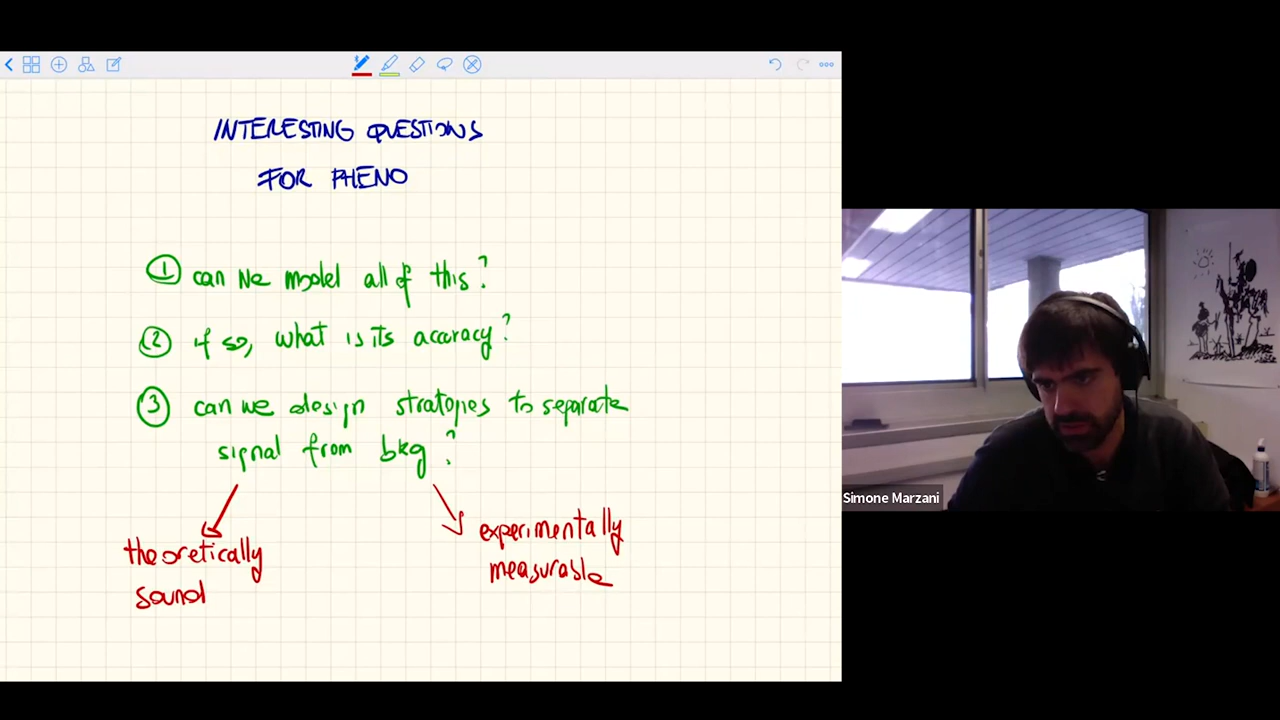 INTERESTING QUESTIONS
FOR PHENO
1 can we model all of this?
2 if so, what is its accuracy?
3 can we design stratogies to separate
signal from bkg?
theoretically
sound
experimentally
measurable
Simone Marzani